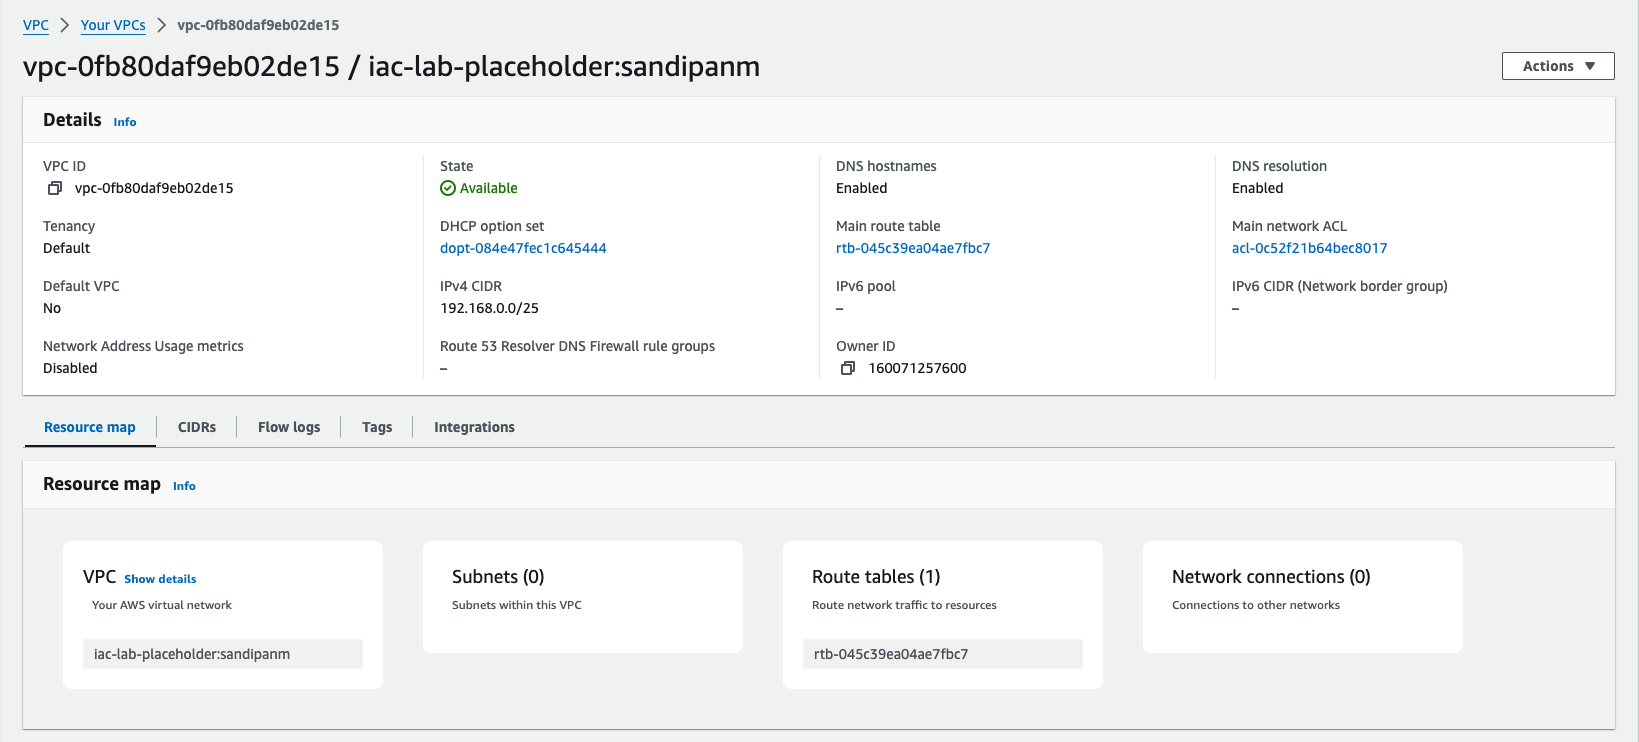 VPC > Your VPCs > vpc-0fb80daf9eb02de15
vpc-0fb80daf9eb02de15 / iac-lab-placeholder:sandipanm
Actions
Details Info
VPC ID
vpc-0fb80daf9eb02de15
State
Available
DNS hostnames
Enabled
DNS resolution
Enabled
Tenancy
Default
DHCP option set
dopt-084e47fec1c645444
Main route table
rtb-045c39ea04ae7fbc7
Main network ACL
acl-0c52f21b64bec8017
Default VPC
No
IPv4 CIDR
192.168.0.0/25
IPv6 pool
–
IPv6 CIDR (Network border group)
–
Network Address Usage metrics
Disabled
Route 53 Resolver DNS Firewall rule groups
–
Owner ID
160071257600
Resource map
CIDRs
Flow logs
Tags
Integrations
Resource map Info
VPC Show details
Your AWS virtual network
iac-lab-placeholder:sandipanm
Subnets (0)
Subnets within this VPC
Route tables (1)
Route network traffic to resources
rtb-045c39ea04ae7fbc7
Network connections (0)
Connections to other networks